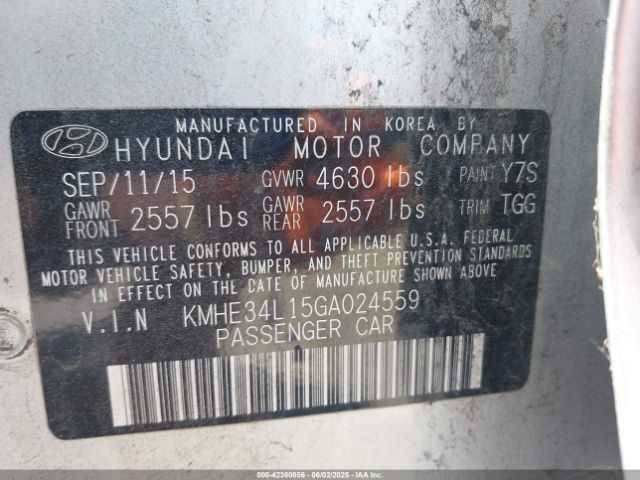 MANUFACTURED IN KOREA BY
HYUNDAI MOTOR COMPANY
SEP/11/15 GVWR 4630 lbs PAINT Y7S
GAWR FRONT 2557 lbs GAWR REAR 2557 lbs TRIM TGG
THIS VEHICLE CONFORMS TO ALL APPLICABLE U.S.A. FEDERAL
MOTOR VEHICLE SAFETY, BUMPER, AND THEFT PREVENTION STANDARDS
IN EFFECT ON THE DATE OF MANUFACTURE SHOWN ABOVE
V.I.N KMHE34L15GA024559
PASSENGER CAR
© - 42360856 - 06/02/2025 - IAA Inc.